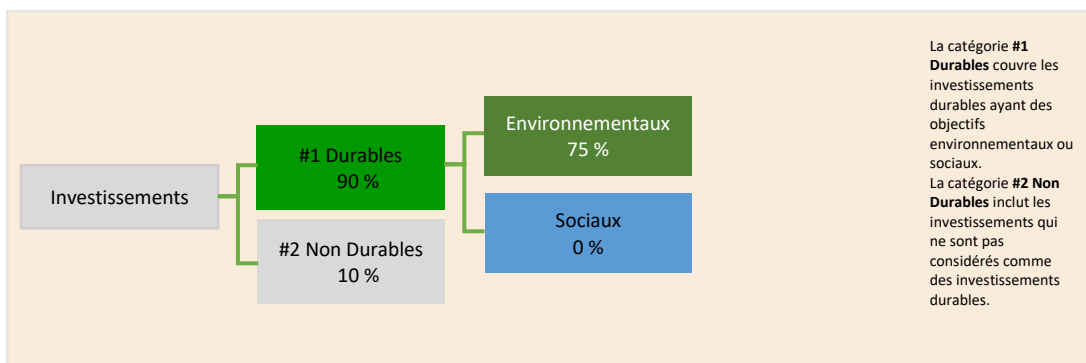 Investissements
#1 Durables
90 %
#2 Non Durables
10 %
Environnementaux
75 %
Sociaux
0 %
La catégorie #1
Durables couvre les
investissements
durables ayant des
objectifs
environnementaux ou
sociaux.
La catégorie #2 Non
Durables inclut les
investissements qui
ne sont pas
considérés comme
des investissements
durables.